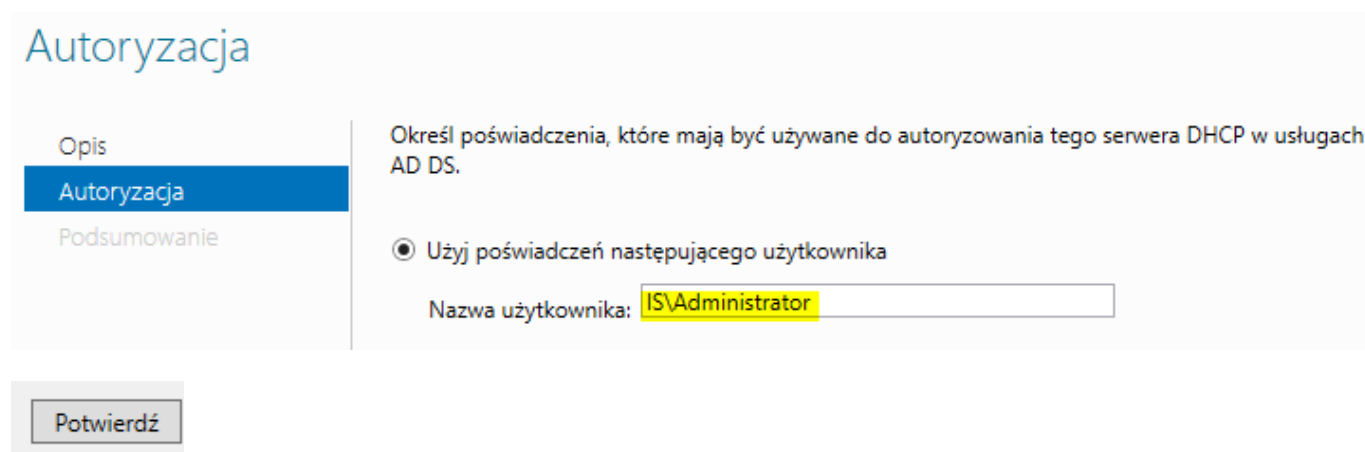 Autoryzacja
Opis
Autoryzacja
Podsumowanie
Określ poświadczenia, które mają być używane do autoryzowania tego serwera DHCP w usługach
AD DS.
Użyj poświadczeń następującego użytkownika
Nazwa użytkownika: IS\Administrator
Potwierdź